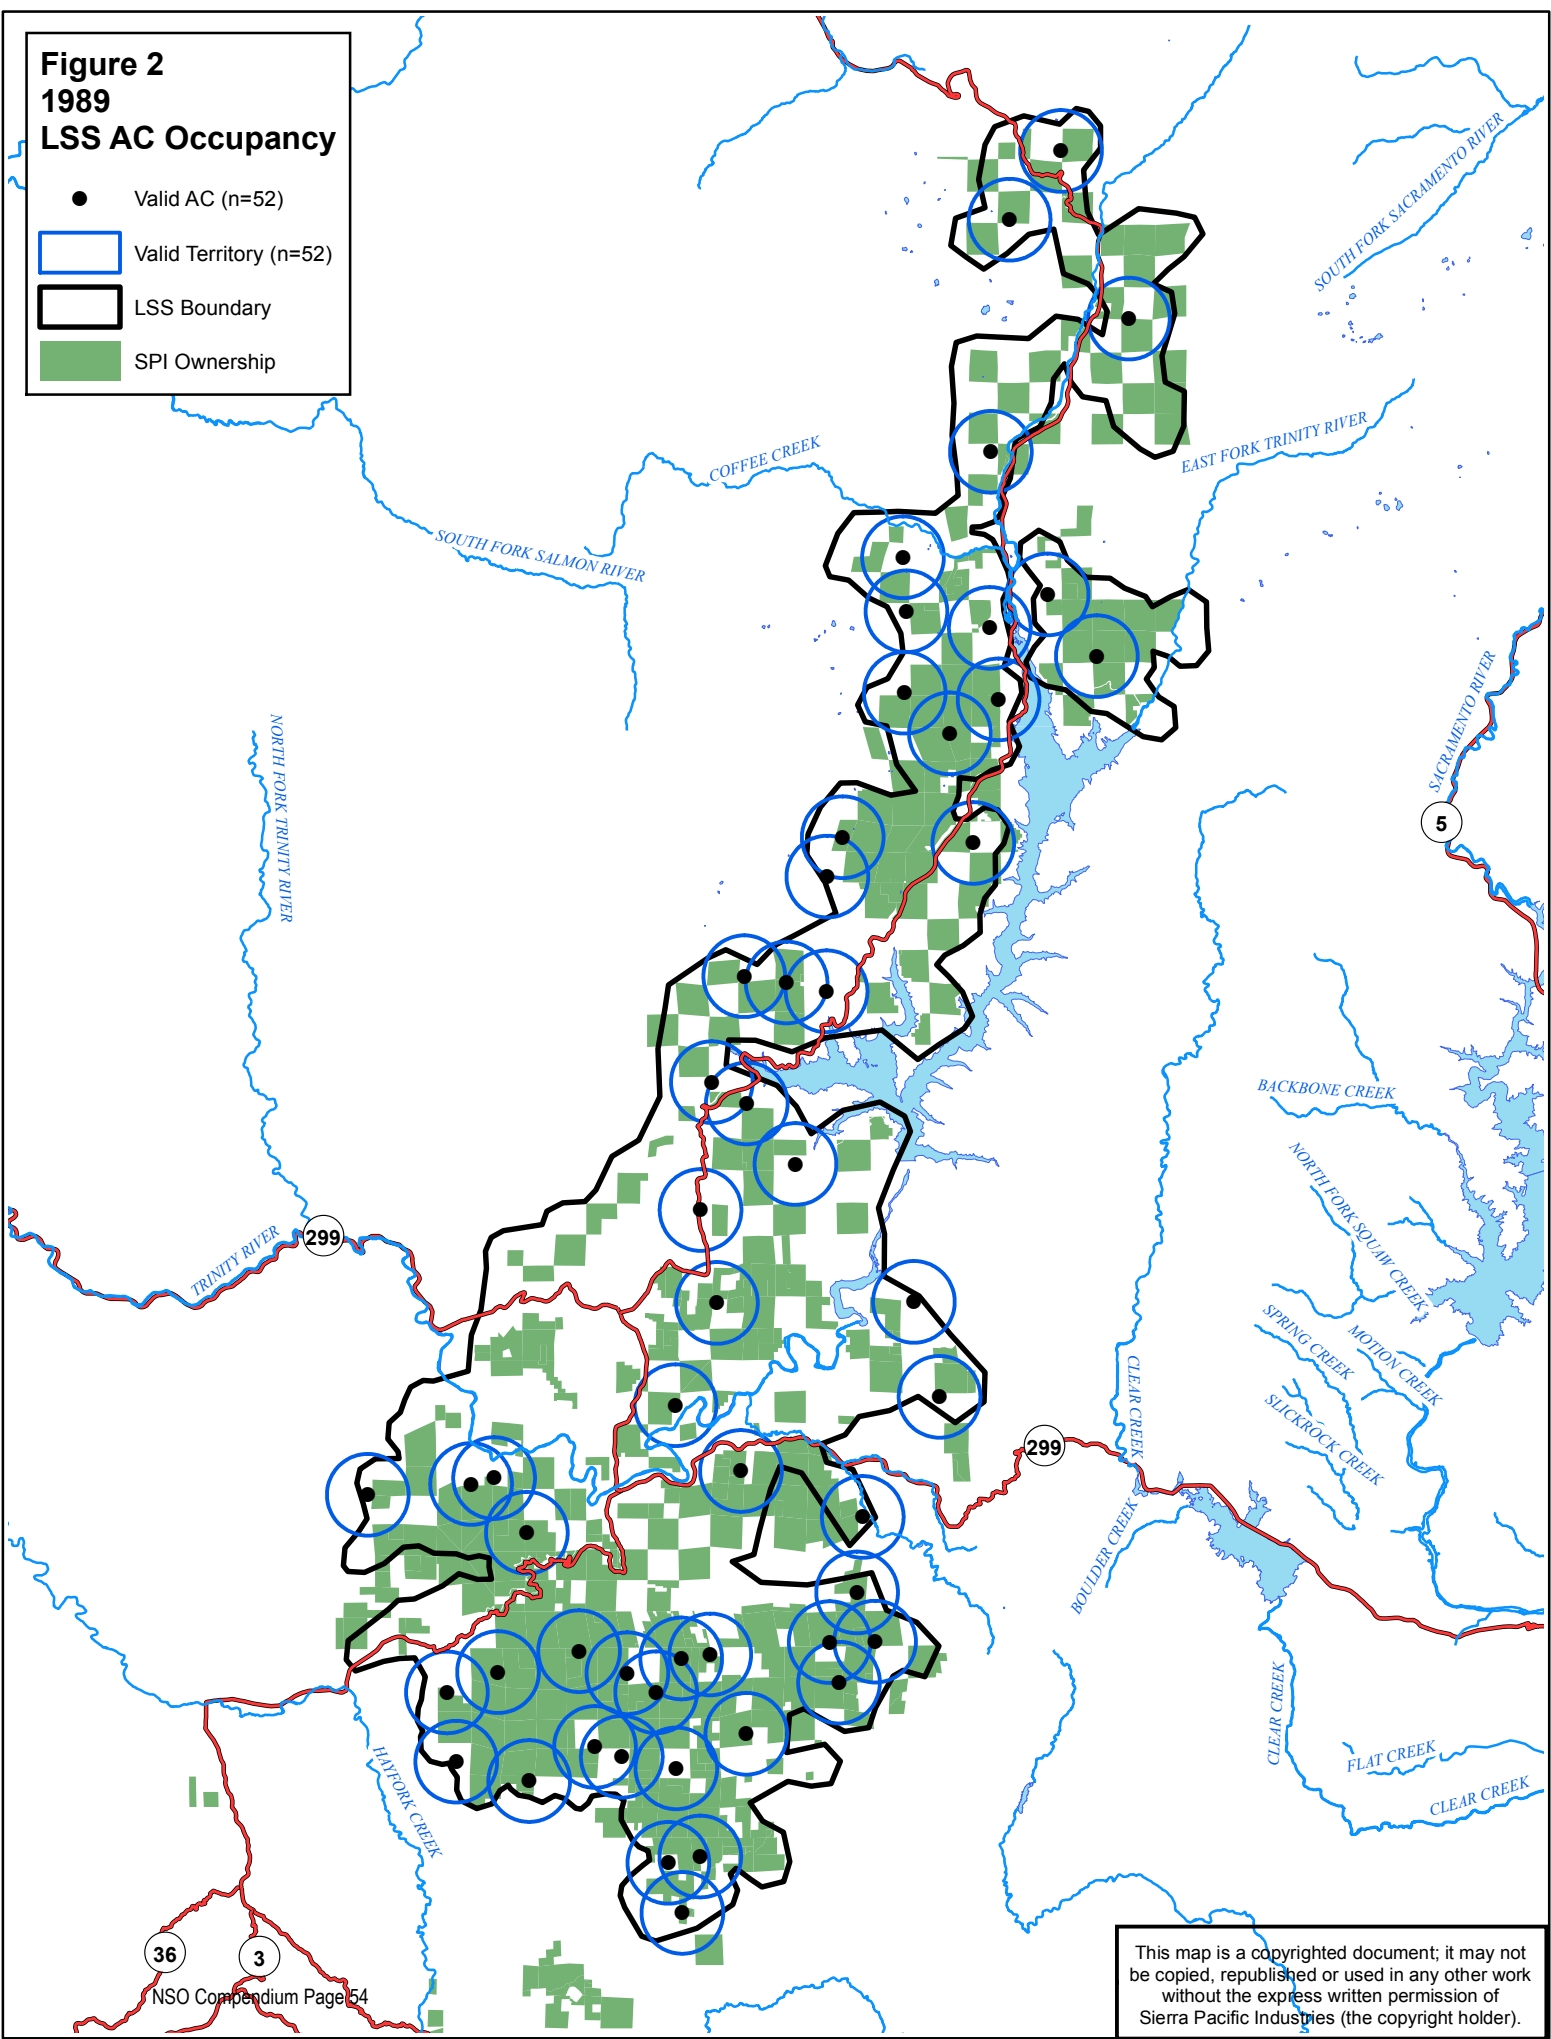 Figure 2
1989
LSS AC Occupancy
Valid AC (n=52)
Valid Territory (n=52)
LSS Boundary
SPI Ownership
SOUTH FORK SACRAMENTO RIVER
COFFEE CREEK
EAST FORK TRINITY RIVER
SOUTH FORK SALMON RIVER
SACRAMENTO RIVER
NORTH FORK TRINITY RIVER
5
BACKBONE CREEK
NORTH FORK SQUAW CREEK
TRINITY RIVER
299
SPRING CREEK
MOTION CREEK
CLEAR CREEK
SLICKROCK CREEK
299
BOULDER CREEK
CLEAR CREEK
HAYFORK CREEK
FLAT CREEK
CLEAR CREEK
36
3
NSO Compendium Page 54
This map is a copyrighted document; it may not
be copied, republished or used in any other work
without the express written permission of
Sierra Pacific Industries (the copyright holder).